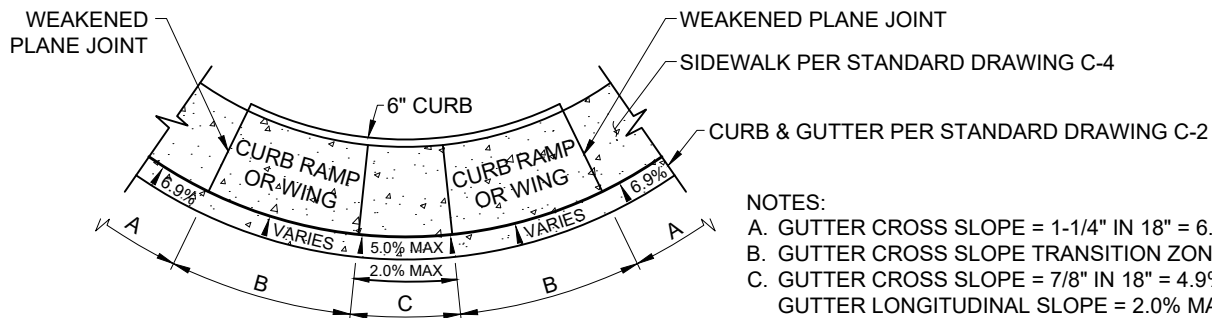 WEAKENED
PLANE JOINT
WEAKENED PLANE JOINT
SIDEWALK PER STANDARD DRAWING C-4
6" CURB
CURB & GUTTER PER STANDARD DRAWING C-2
CURB RAMP
OR WING
CURB RAMP
OR WING
6.9%
VARIES
5.0% MAX
2.0% MAX
VARIES
6.9%
A
B
C
B
A
NOTES:
A. GUTTER CROSS SLOPE = 1-1/4" IN 18" = 6.
B. GUTTER CROSS SLOPE TRANSITION ZON
C. GUTTER CROSS SLOPE = 7/8" IN 18" = 4.9%
GUTTER LONGITUDINAL SLOPE = 2.0% MA